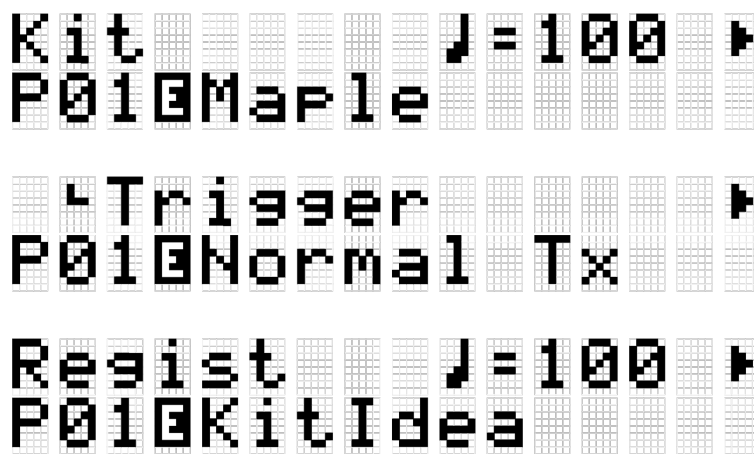 Kit ♩=100 ▶
P01🅴Maple
┗Trigger ▶
P01🅴Normal Tx
Regist ♩=100 ▶
P01🅴KitIdea